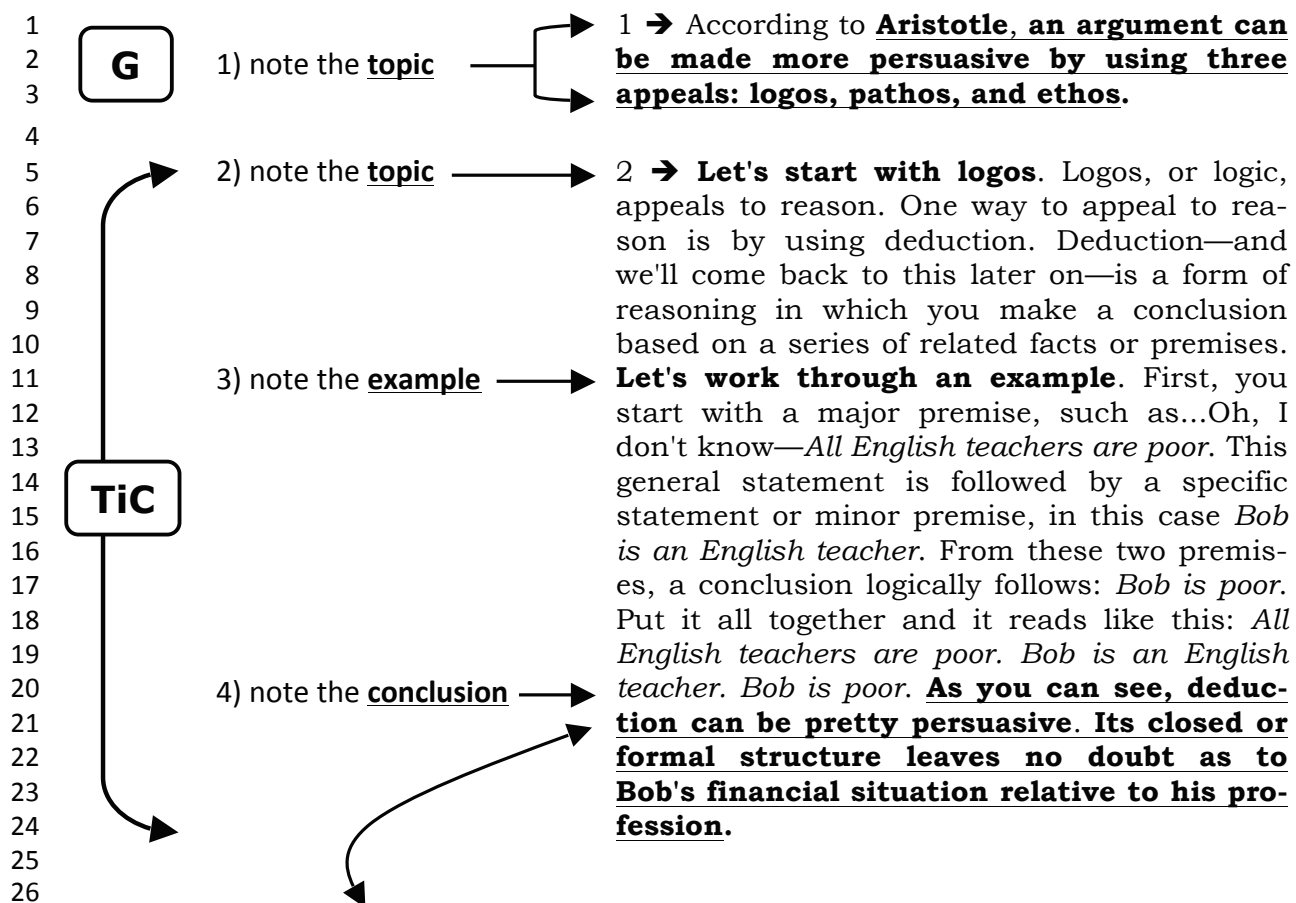 1 1 ➔ According to Aristotle, an argument can
2 G 1) note the topic be made more persuasive by using three
3 appeals: logos, pathos, and ethos.
4
5 2) note the topic 2 ➔ Let's start with logos. Logos, or logic,
6 appeals to reason. One way to appeal to rea-
7 son is by using deduction. Deduction—and
8 we'll come back to this later on—is a form of
9 reasoning in which you make a conclusion
10 based on a series of related facts or premises.
11 3) note the example Let's work through an example. First, you
12 start with a major premise, such as...Oh, I
13 don't know—All English teachers are poor. This
14 TiC general statement is followed by a specific
15 statement or minor premise, in this case Bob
16 is an English teacher. From these two premis-
17 es, a conclusion logically follows: Bob is poor.
18 Put it all together and it reads like this: All
19 English teachers are poor. Bob is an English
20 4) note the conclusion teacher. Bob is poor. As you can see, deduc-
21 tion can be pretty persuasive. Its closed or
22 formal structure leaves no doubt as to
23 Bob's financial situation relative to his pro-
24 fession.
25
26